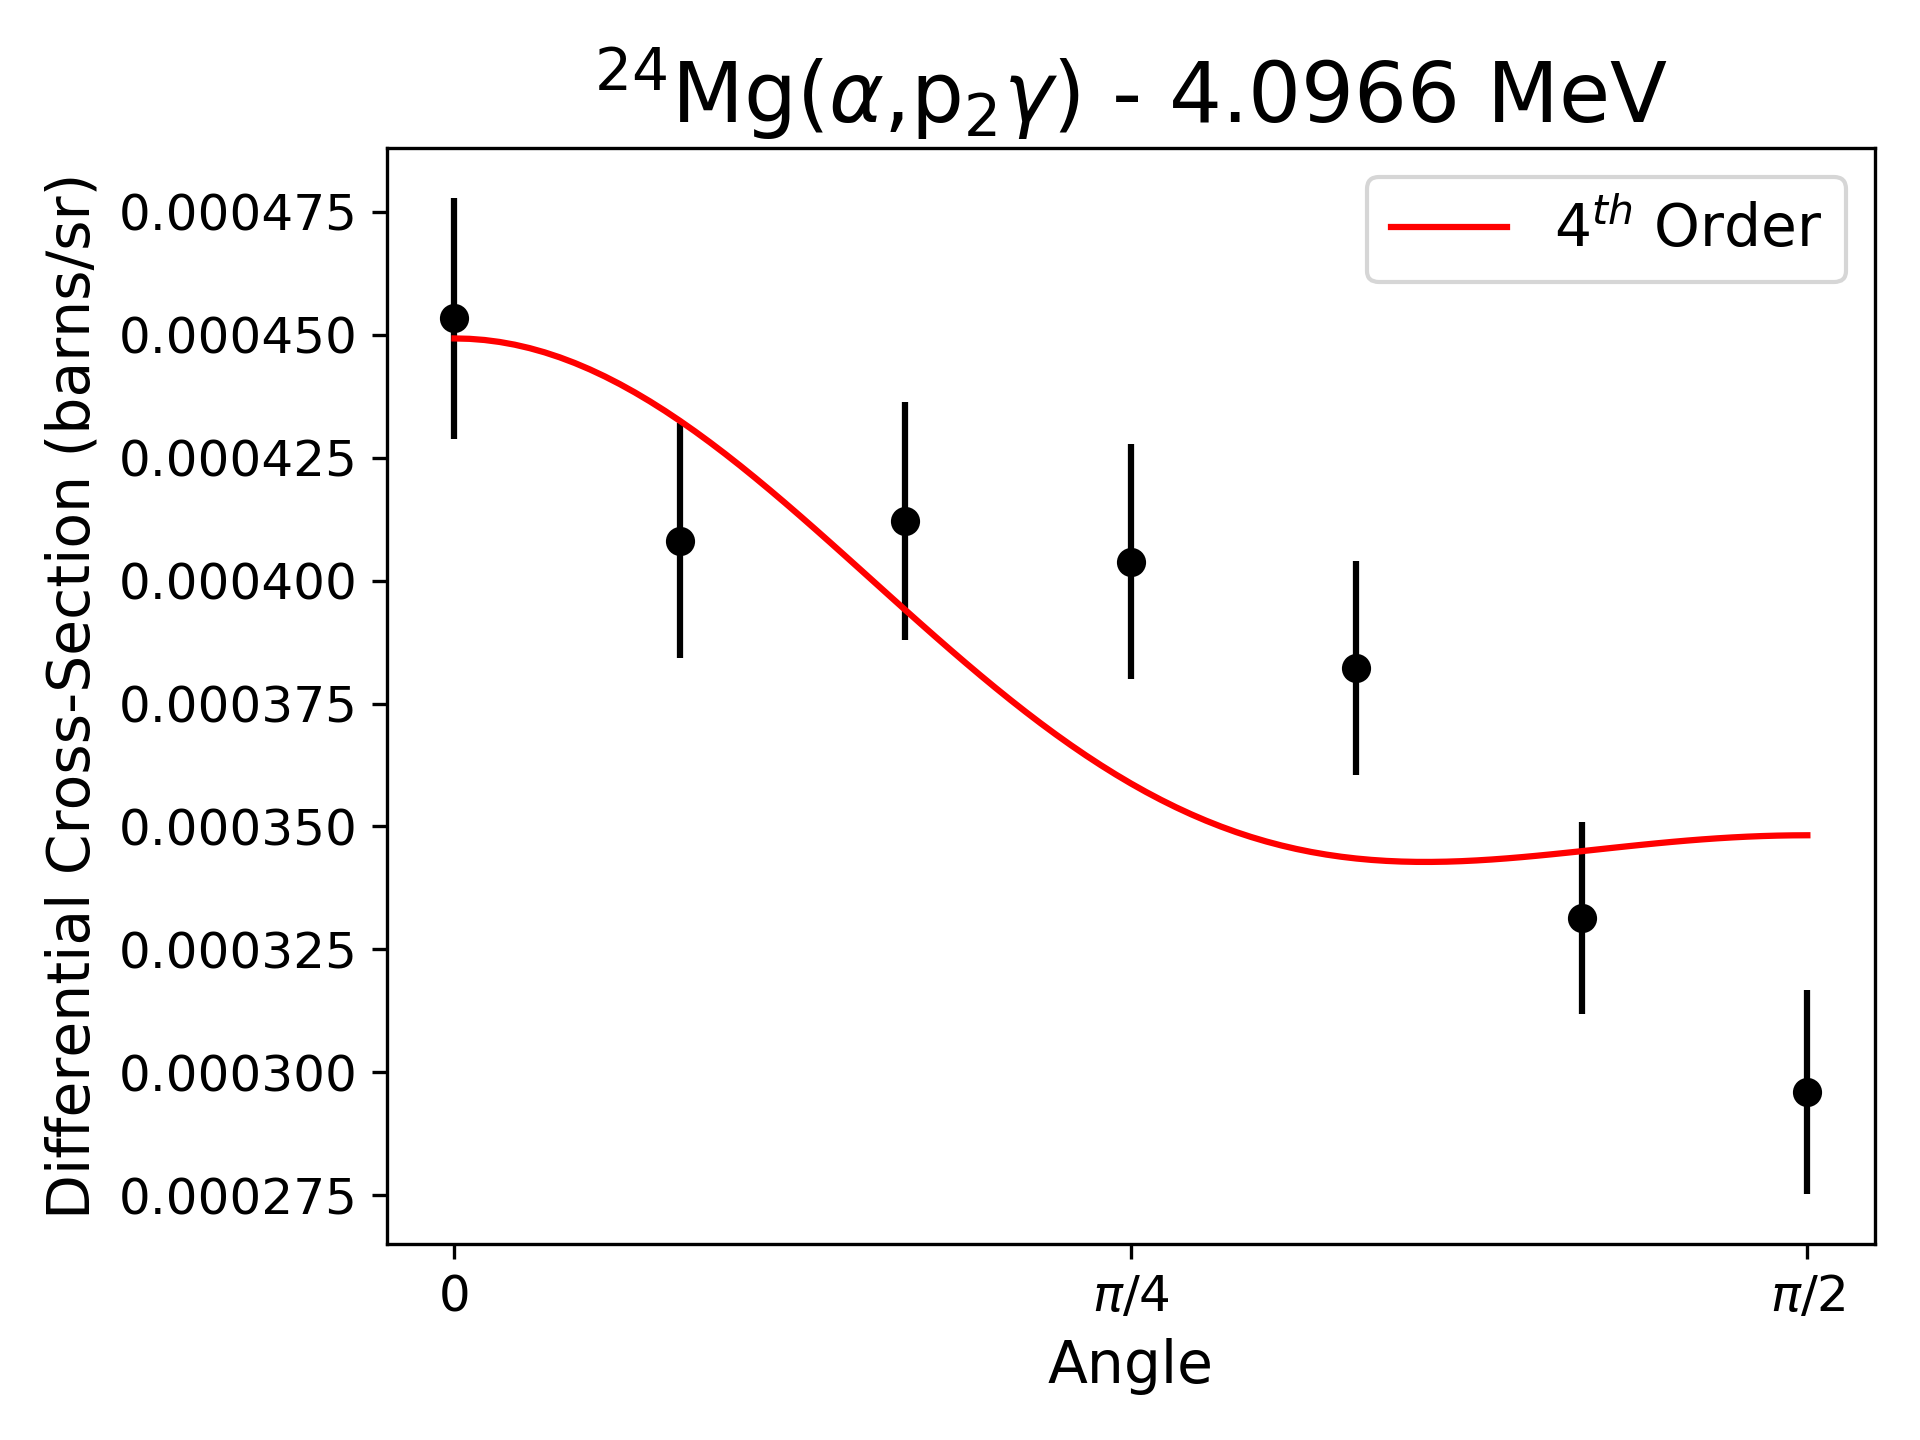 ²⁴Mg(α,p₂γ) - 4.0966 MeV
4ᵗʰ Order
Differential Cross-Section (barns/sr)
0.000475
0.000450
0.000425
0.000400
0.000375
0.000350
0.000325
0.000300
0.000275
0 π/4 π/2
Angle